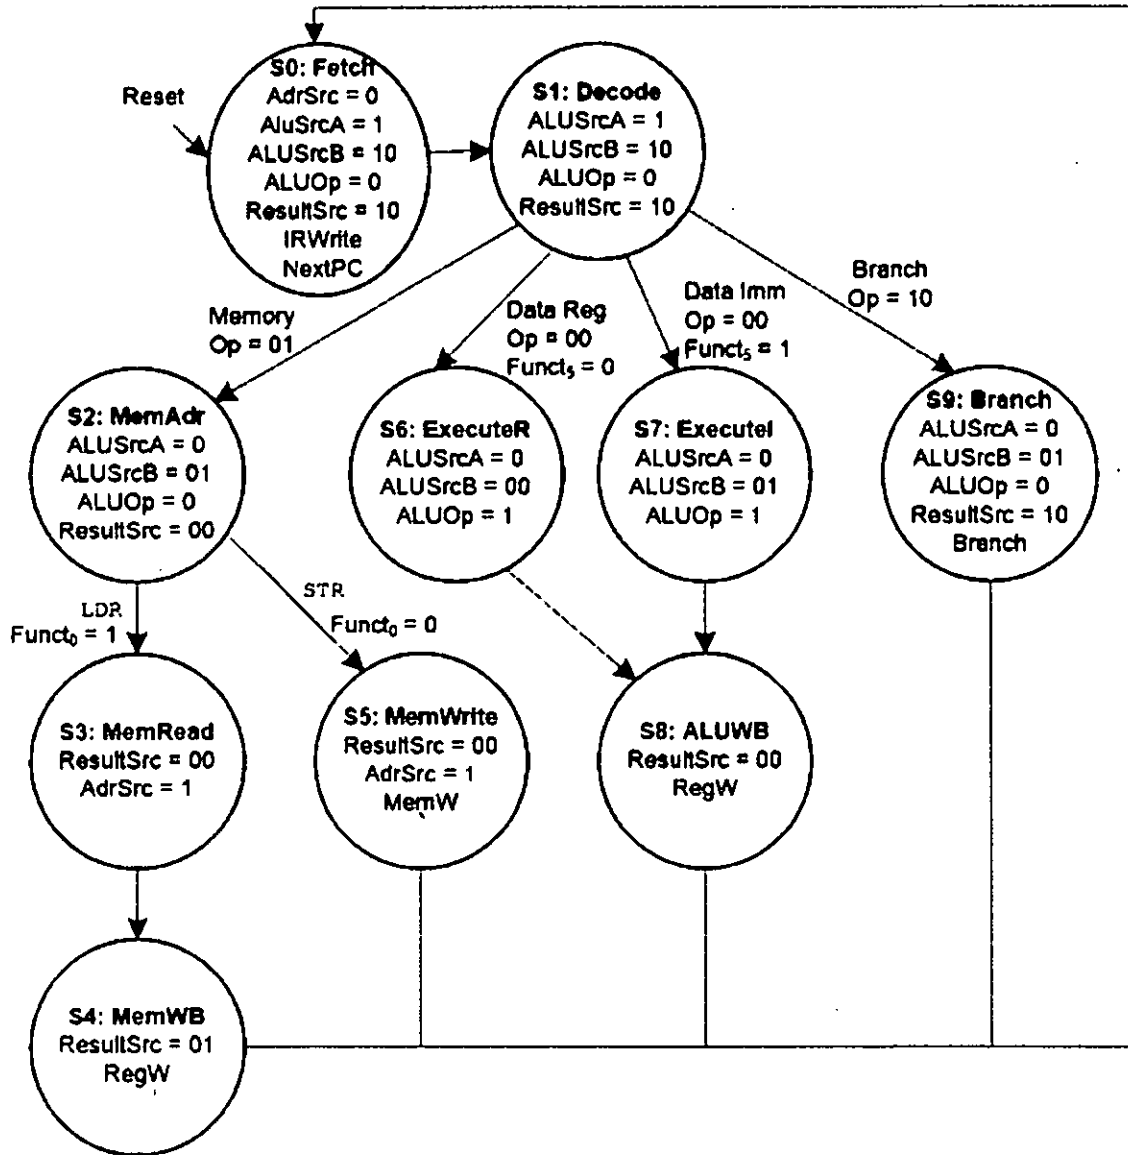 S0: Fetch
AdrSrc = 0
AluSrcA = 1
ALUSrcB = 10
ALUOp = 0
ResultSrc = 10
IRWrite
NextPC
Reset
S1: Decode
ALUSrcA = 1
ALUSrcB = 10
ALUOp = 0
ResultSrc = 10
Memory
Op = 01
Data Reg
Op = 00
Funct₅ = 0
Data Imm
Op = 00
Funct₅ = 1
Branch
Op = 10
S2: MemAdr
ALUSrcA = 0
ALUSrcB = 01
ALUOp = 0
ResultSrc = 00
S6: ExecuteR
ALUSrcA = 0
ALUSrcB = 00
ALUOp = 1
S7: ExecuteI
ALUSrcA = 0
ALUSrcB = 01
ALUOp = 1
S9: Branch
ALUSrcA = 0
ALUSrcB = 01
ALUOp = 0
ResultSrc = 10
Branch
LDR
Funct₀ = 1
STR
Funct₀ = 0
S3: MemRead
ResultSrc = 00
AdrSrc = 1
S5: MemWrite
ResultSrc = 00
AdrSrc = 1
MemW
S8: ALUWB
ResultSrc = 00
RegW
S4: MemWB
ResultSrc = 01
RegW